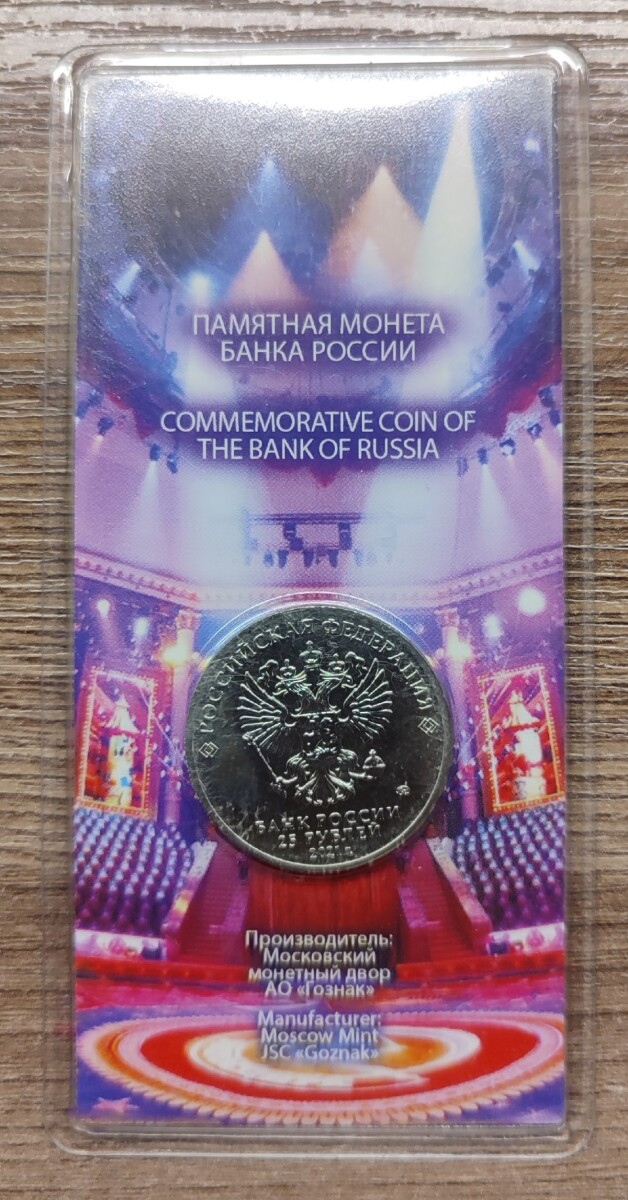 ПАМЯТНАЯ МОНЕТА
БАНКА РОССИИ
COMMEMORATIVE COIN OF
THE BANK OF RUSSIA
РОССИЙСКАЯ ФЕДЕРАЦИЯ
БАНК РОССИИ
25 РУБЛЕЙ
2021 г.
Производитель:
Московский
монетный двор
АО «Гознак»
Manufacturer:
Moscow Mint
JSC «Goznak»